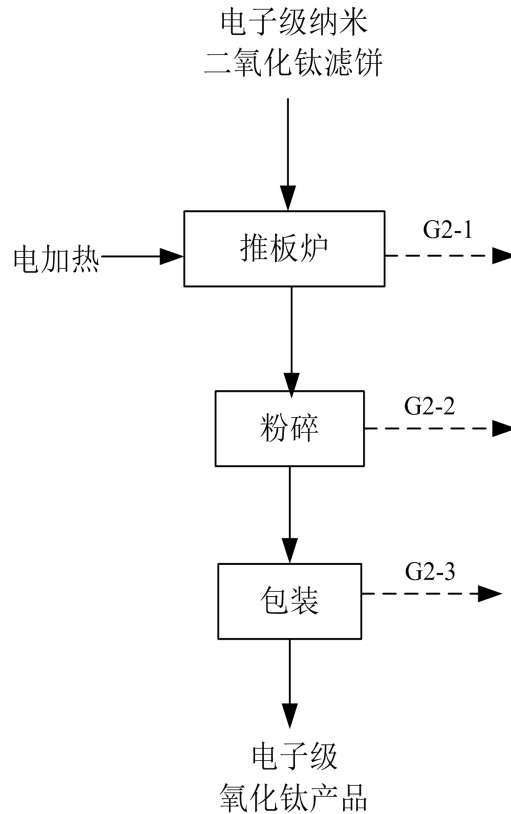 电子级纳米
二氧化钛滤饼
推板炉
G2-1
电加热
粉碎
G2-2
包装
G2-3
电子级
氧化钛产品